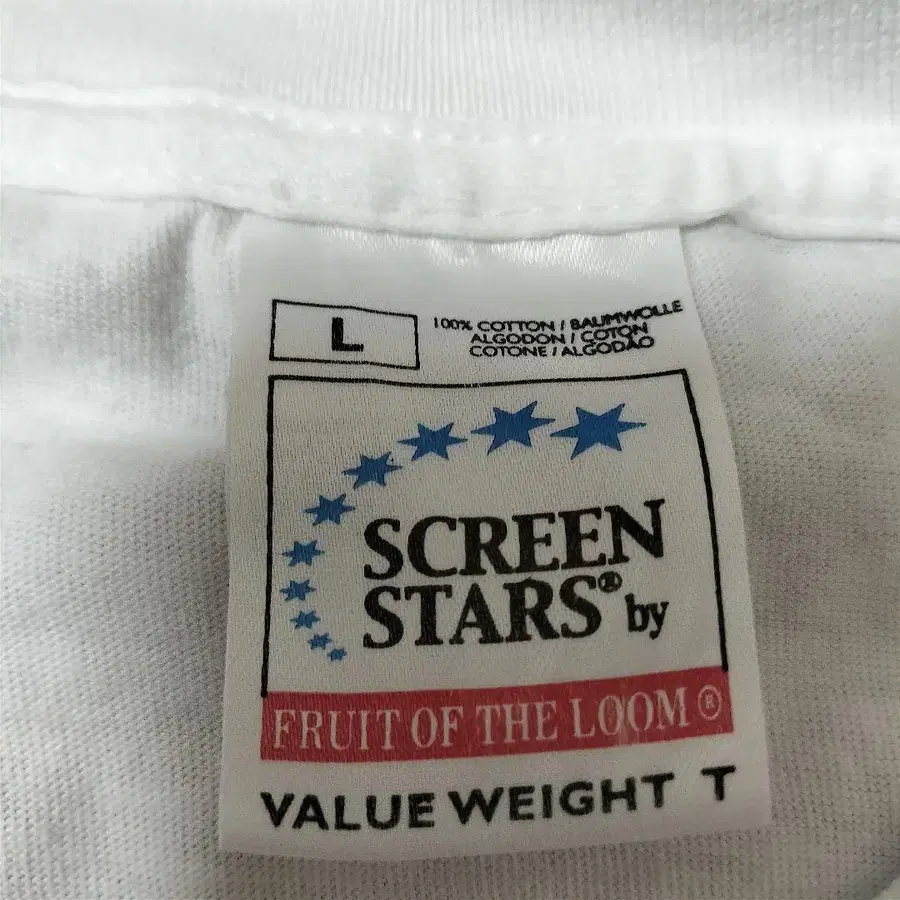 L
100% COTTON / BAUMWOLLE
ALGODON / COTON
COTONE / ALGODÃO
SCREEN
STARS® by
FRUIT OF THE LOOM ®
VALUE WEIGHT T